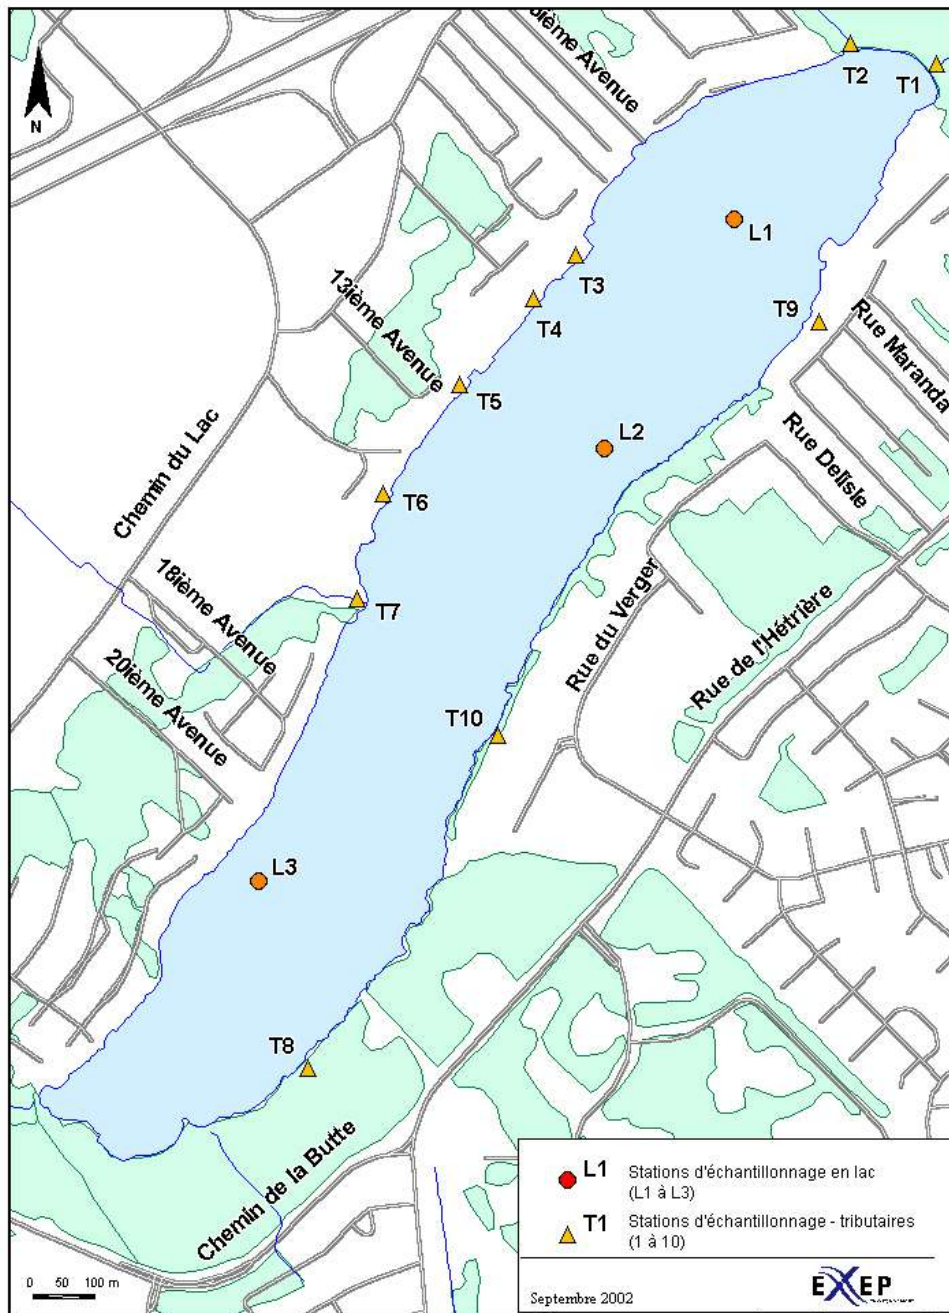 N
ième Avenue
T2
T1
L1
T3
T4
T9
13ième Avenue
Rue Maranda
T5
L2
Rue Delisle
Chemin du Lac
T6
18ième Avenue
T7
Rue du Verger
Rue de l'Hétrière
20ième Avenue
T10
L3
T8
Chemin de la Butte
L1 Stations d'échantillonnage en lac
(L1 à L3)
T1 Stations d'échantillonnage - tributaires
(1 à 10)
0 50 100 m
Septembre 2002
EXEP